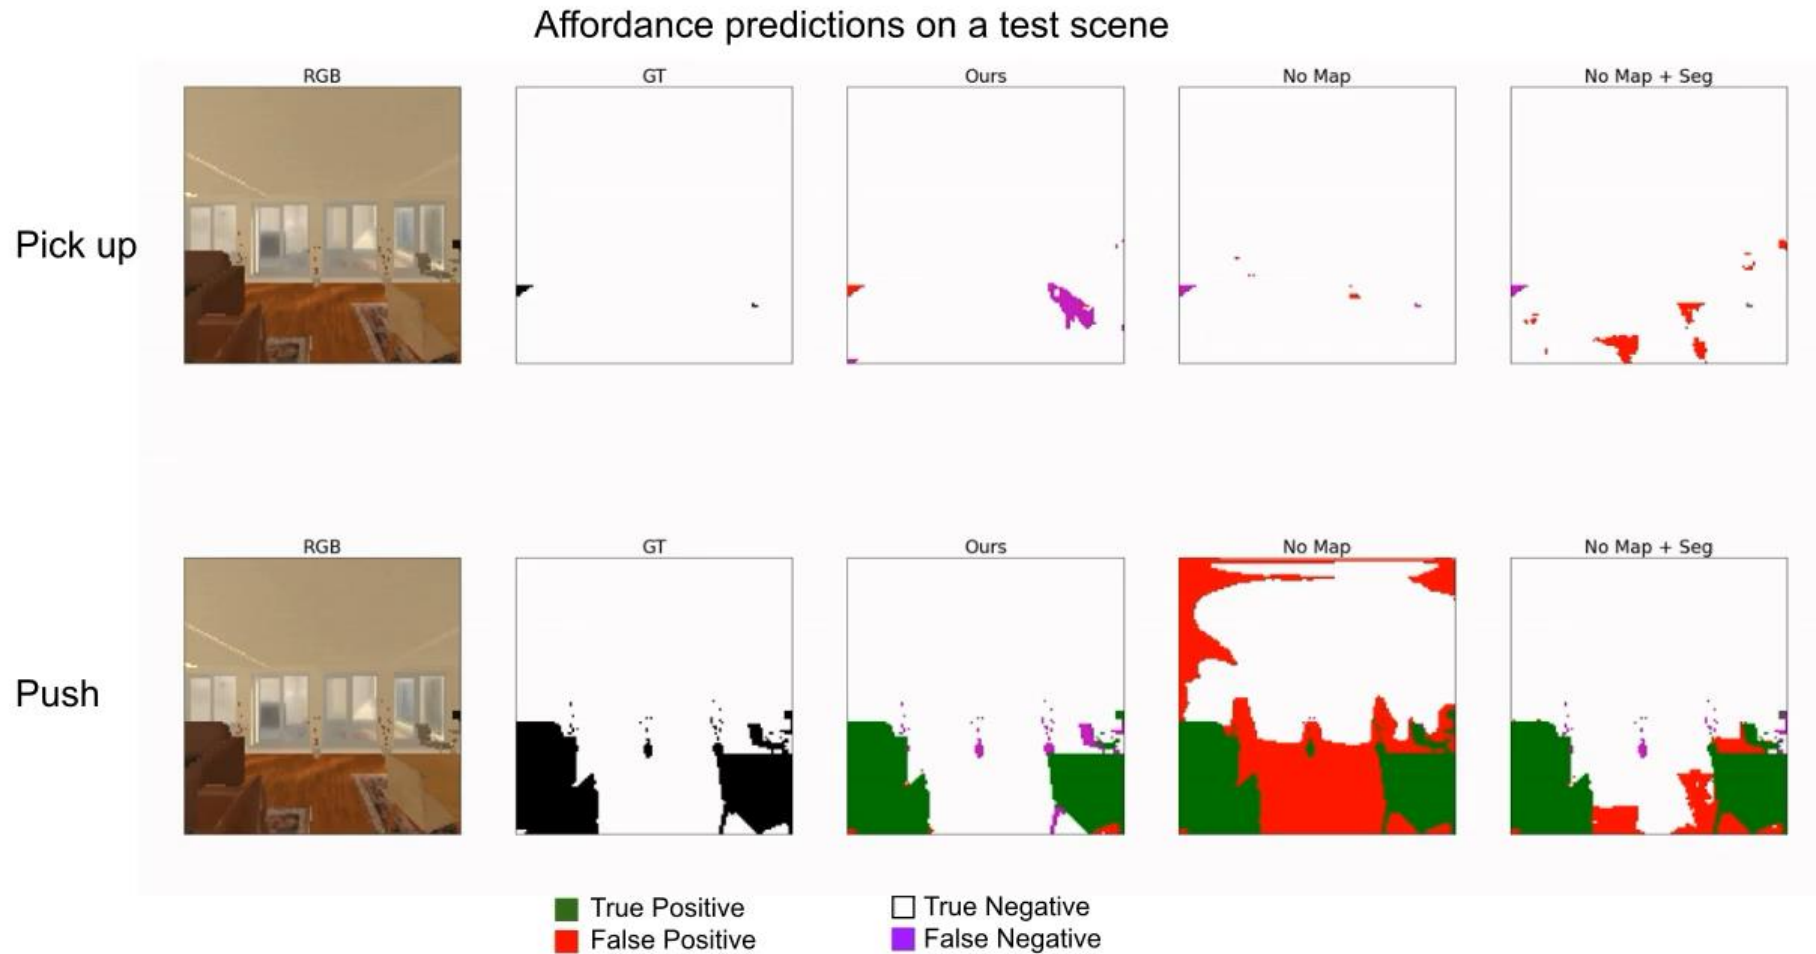 Affordance predictions on a test scene
RGB
GT
Ours
No Map
No Map + Seg
Pick up
RGB
GT
Ours
No Map
No Map + Seg
Push
True Positive
True Negative
False Positive
False Negative